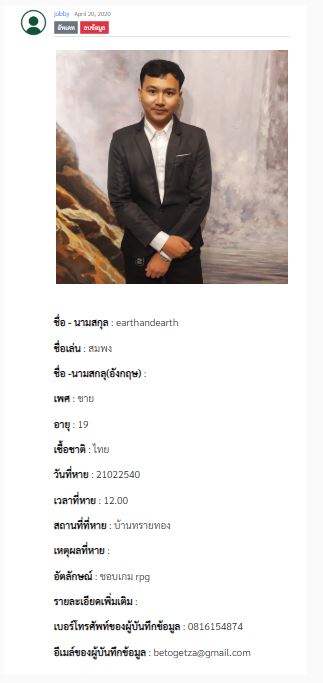 jobby April 20, 2020
อัพเดท ลบข้อมูล
ชื่อ - นามสกุล : earthandearth
ชื่อเล่น : สมพง
ชื่อ -นามสกลุ(อังกฤษ) :
เพศ : ชาย
อายุ : 19
เชื้อชาติ : ไทย
วันที่หาย : 21022540
เวลาที่หาย : 12.00
สถานที่ที่หาย : บ้านทรายทอง
เหตุผลที่หาย :
อัตลักษณ์ : ชอบเกม rpg
รายละเอียดเพิ่มเติม :
เบอร์โทรศัพท์ของผู้บันทึกข้อมูล : 0816154874
อีเมล์ของผู้บันทึกข้อมูล : betogetza@gmail.com